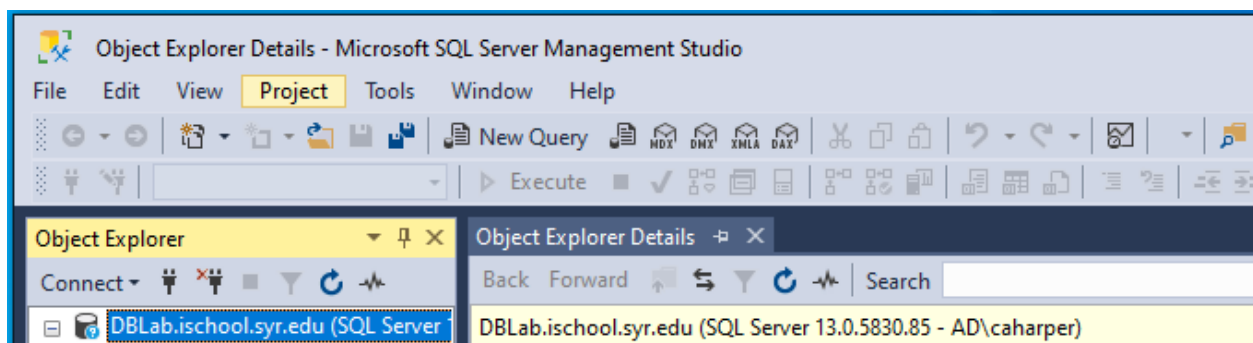 Object Explorer Details - Microsoft SQL Server Management Studio
File Edit View Project Tools Window Help
New Query MDX DMX XMLA DAX
Execute
Object Explorer
Object Explorer Details
Connect
Back Forward Search
DBLab.ischool.syr.edu (SQL Server
DBLab.ischool.syr.edu (SQL Server 13.0.5830.85 - AD\caharper)